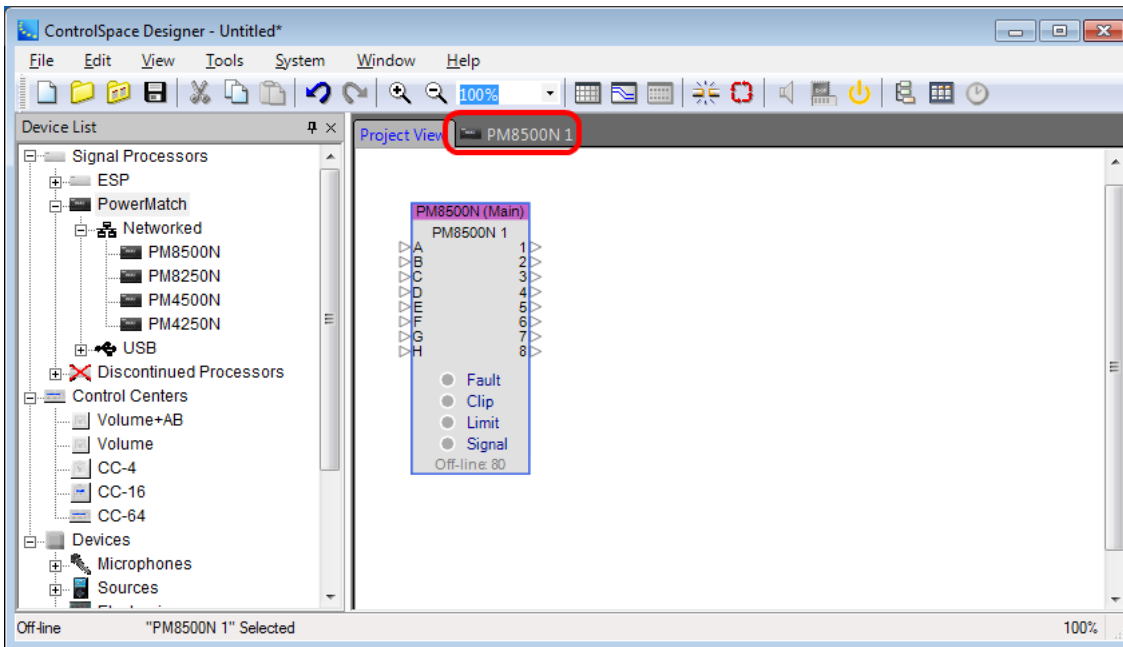 ControlSpace Designer - Untitled*
File Edit View Tools System Window Help
100%
Device List
Project View PM8500N 1
Signal Processors
ESP
PowerMatch
Networked
PM8500N
PM8250N
PM4500N
PM4250N
USB
Discontinued Processors
Control Centers
Volume+AB
Volume
CC-4
CC-16
CC-64
Devices
Microphones
Sources
PM8500N (Main)
PM8500N 1
A 1
B 2
C 3
D 4
E 5
F 6
G 7
H 8
Fault
Clip
Limit
Signal
Off-line: 80
Off-line "PM8500N 1" Selected 100%